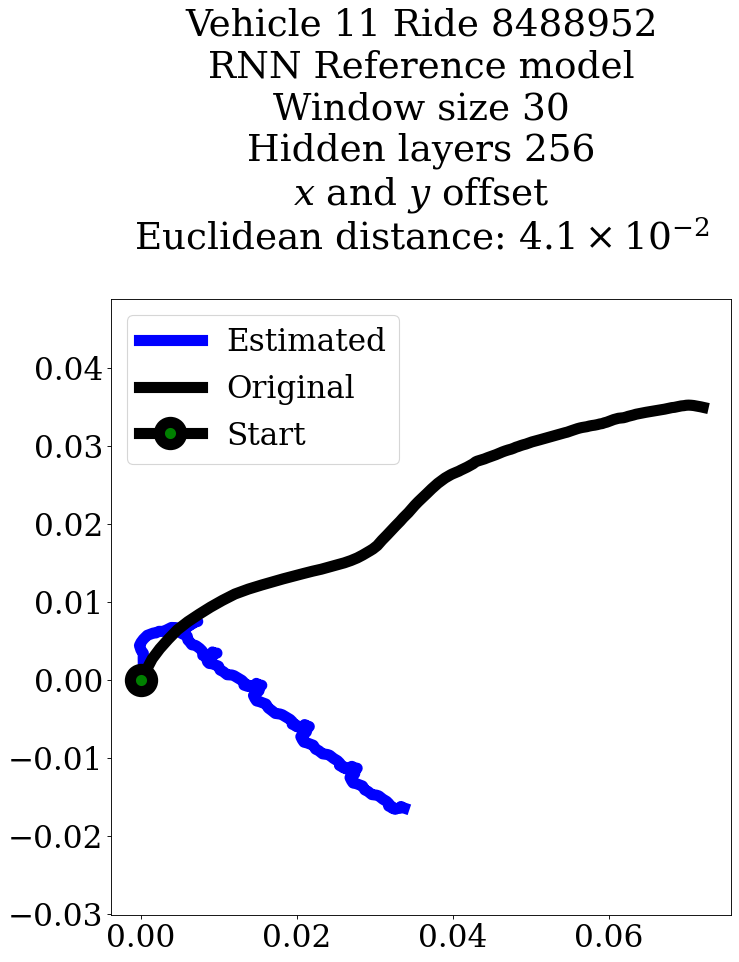 Vehicle 11 Ride 8488952
RNN Reference model
Window size 30
Hidden layers 256
x and y offset
Euclidean distance: 4.1 × 10⁻²
Estimated
Original
Start
0.04
0.03
0.02
0.01
0.00
−0.01
−0.02
−0.03
0.00 0.02 0.04 0.06